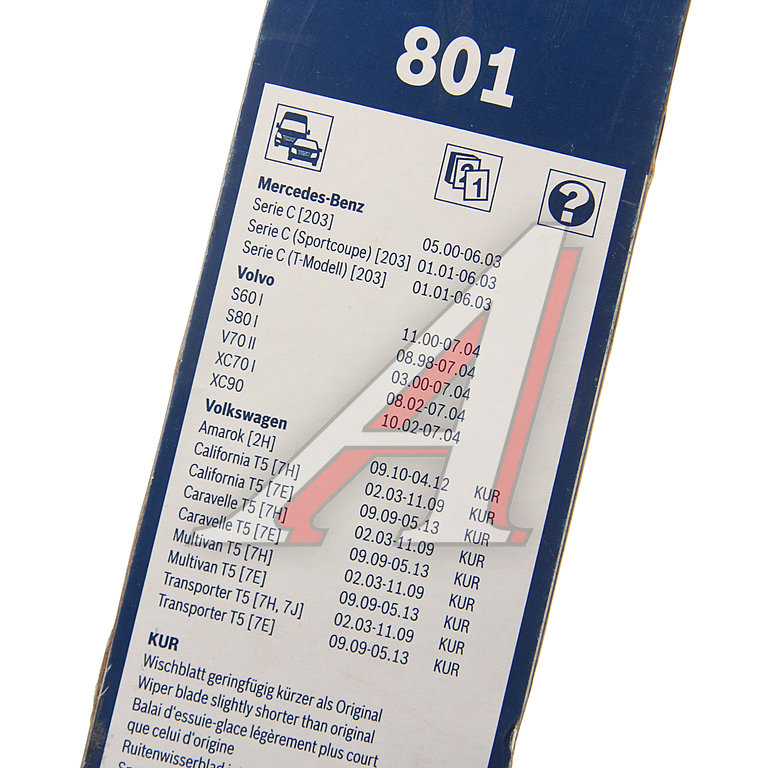 801
2 1
?
Mercedes-Benz
Serie C [203] 05.00-06.03
Serie C (Sportcoupe) [203] 01.01-06.03
Serie C (T-Modell) [203] 01.01-06.03
Volvo
S60 I 11.00-07.04
S80 I 08.98-07.04
V70 II 03.00-07.04
XC70 I 08.02-07.04
XC90 10.02-07.04
Volkswagen
Amarok [2H] 09.10-04.12 KUR
California T5 [7H] 02.03-11.09 KUR
California T5 [7E] 09.09-05.13 KUR
Caravelle T5 [7H] 02.03-11.09 KUR
Caravelle T5 [7E] 09.09-05.13 KUR
Multivan T5 [7H] 02.03-11.09 KUR
Multivan T5 [7E] 09.09-05.13 KUR
Transporter T5 [7H, 7J] 02.03-11.09 KUR
Transporter T5 [7E] 09.09-05.13 KUR
KUR
Wischblatt geringfügig kürzer als Original
Wiper blade slightly shorter than original
Balai d'essuie-glace légèrement plus court
que celui d'origine
Ruitenwisserblad